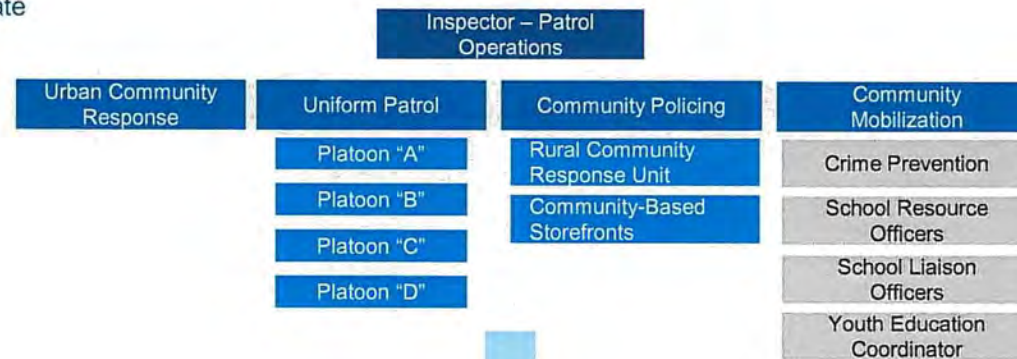 ate
Inspector – Patrol
Operations
Urban Community
Response
Uniform Patrol
Community Policing
Community
Mobilization
Platoon “A”
Platoon “B”
Platoon “C”
Platoon “D”
Rural Community
Response Unit
Community-Based
Storefronts
Crime Prevention
School Resource
Officers
School Liaison
Officers
Youth Education
Coordinator